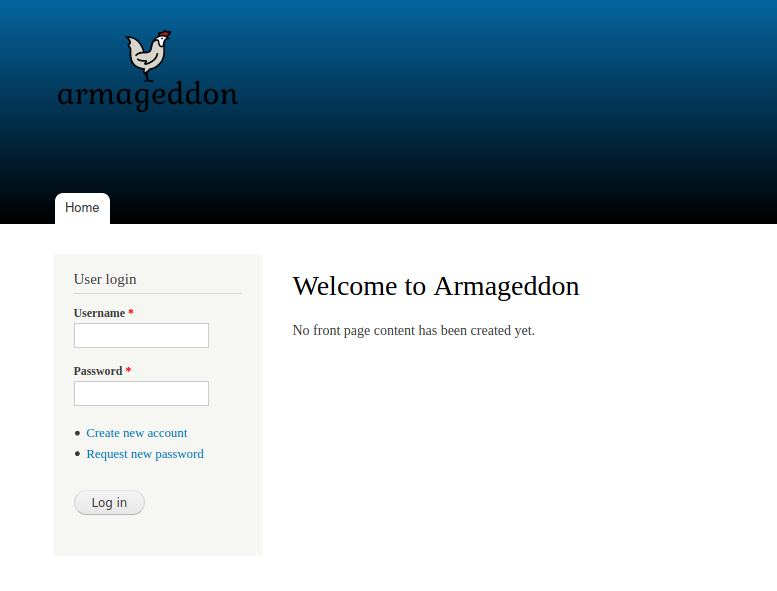 armageddon
Home
User login
Username *
Password *
Create new account
Request new password
Log in
Welcome to Armageddon
No front page content has been created yet.